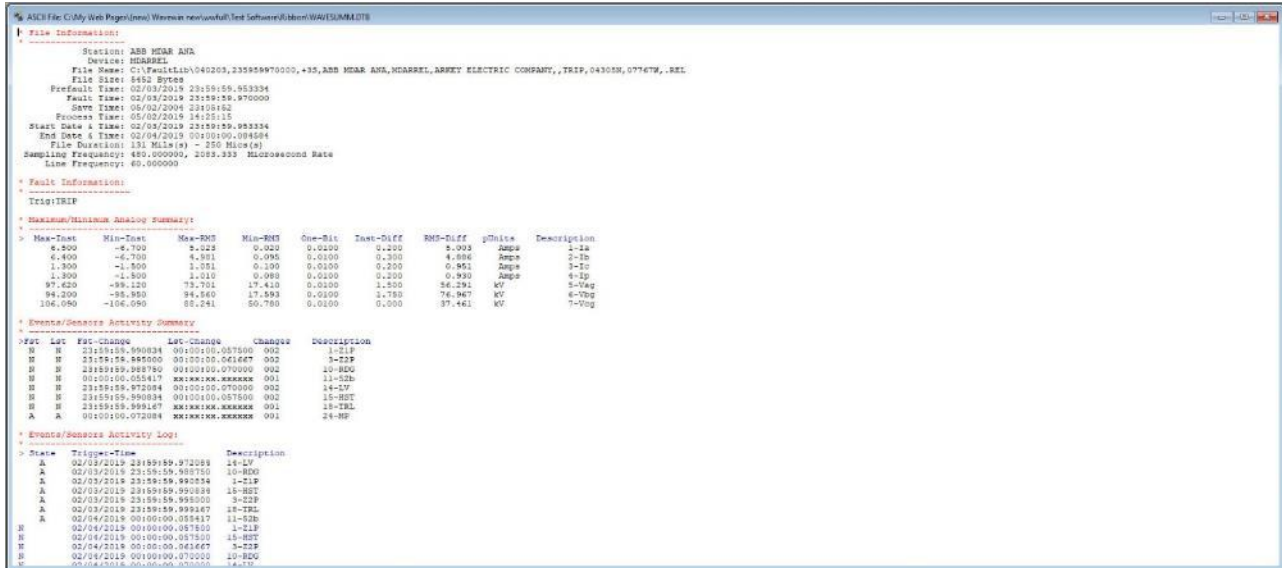 ASCII File: C:\My Web Pages\(new) Wavewin new\wwfull\Test Software\Ribbon\WAVESUMM.DTB
* File Information:
* -------------------
Station: ABB MDAR ANA
Device: MDARREL
File Name: C:\FaultLib\040203,235959970000,+3S,ABB MDAR ANA,MDARREL,ARKEY ELECTRIC COMPANY,,TRIP,04305N,07767W,.REL
File Size: 5452 Bytes
Prefault Time: 02/03/2019 23:59:59.953334
Fault Time: 02/03/2019 23:59:59.970000
Save Time: 05/02/2004 23:05:52
Process Time: 05/02/2019 14:25:15
Start Date & Time: 02/03/2019 23:59:59.953334
End Date & Time: 02/04/2019 00:00:00.084584
File Duration: 131 Mils(s) - 250 Mics(s)
Sampling Frequency: 480.000000, 2083.333 Microsecond Rate
Line Frequency: 60.000000
* Fault Information:
* --------------------
Trig:TRIP
* Maximum/Minimum Analog Summary:
* ---------------------------------
> Max-Inst Min-Inst Max-RMS Min-RMS One-Bit Inst-Diff RMS-Diff pUnits Description
6.500 -6.700 5.023 0.020 0.0100 0.200 5.003 Amps 1-Ia
6.400 -6.700 4.981 0.095 0.0100 0.300 4.886 Amps 2-Ib
1.300 -1.500 1.051 0.100 0.0100 0.200 0.951 Amps 3-Ic
1.300 -1.500 1.010 0.080 0.0100 0.200 0.930 Amps 4-Ip
97.620 -99.120 73.701 17.410 0.0100 1.500 56.291 kV 5-Vag
94.200 -95.950 94.560 17.593 0.0100 1.750 76.967 kV 6-Vbg
106.090 -106.090 88.241 50.780 0.0100 0.000 37.461 kV 7-Vcg
* Events/Sensors Activity Summary
* ----------------------------------
>Fst Lst Fst-Change Lst-Change Changes Description
N N 23:59:59.990834 00:00:00.057500 002 1-Z1P
N N 23:59:59.995000 00:00:00.061667 002 3-Z2P
N N 23:59:59.988750 00:00:00.070000 002 10-RDG
N N 00:00:00.055417 xx:xx:xx.xxxxxx 001 11-52b
N N 23:59:59.972084 00:00:00.070000 002 14-LV
N N 23:59:59.990834 00:00:00.057500 002 15-HST
N N 23:59:59.999167 xx:xx:xx.xxxxxx 001 18-TRL
A A 00:00:00.072084 xx:xx:xx.xxxxxx 001 24-MP
* Events/Sensors Activity Log:
* -------------------------------
> State Trigger-Time Description
A 02/03/2019 23:59:59.972084 14-LV
A 02/03/2019 23:59:59.988750 10-RDG
A 02/03/2019 23:59:59.990834 1-Z1P
A 02/03/2019 23:59:59.990834 15-HST
A 02/03/2019 23:59:59.995000 3-Z2P
A 02/03/2019 23:59:59.999167 18-TRL
A 02/04/2019 00:00:00.055417 11-52b
N 02/04/2019 00:00:00.057500 1-Z1P
N 02/04/2019 00:00:00.057500 15-HST
N 02/04/2019 00:00:00.061667 3-Z2P
N 02/04/2019 00:00:00.070000 10-RDG
N 02/04/2019 00:00:00.070000 14-LV